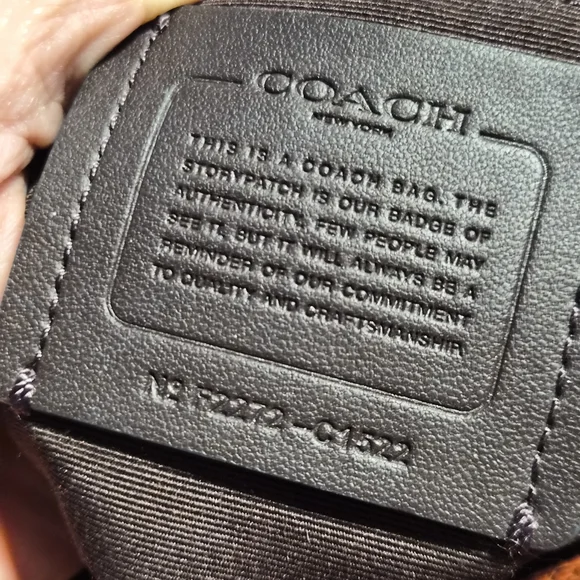 COACH
NEW YORK
THIS IS A COACH BAG. THE
STORYPATCH IS OUR BADGE OF
AUTHENTICITY. FEW PEOPLE MAY
SEE IT, BUT IT WILL ALWAYS BE A
REMINDER OF OUR COMMITMENT
TO QUALITY AND CRAFTSMANSHIP
Nº F2272-C1522